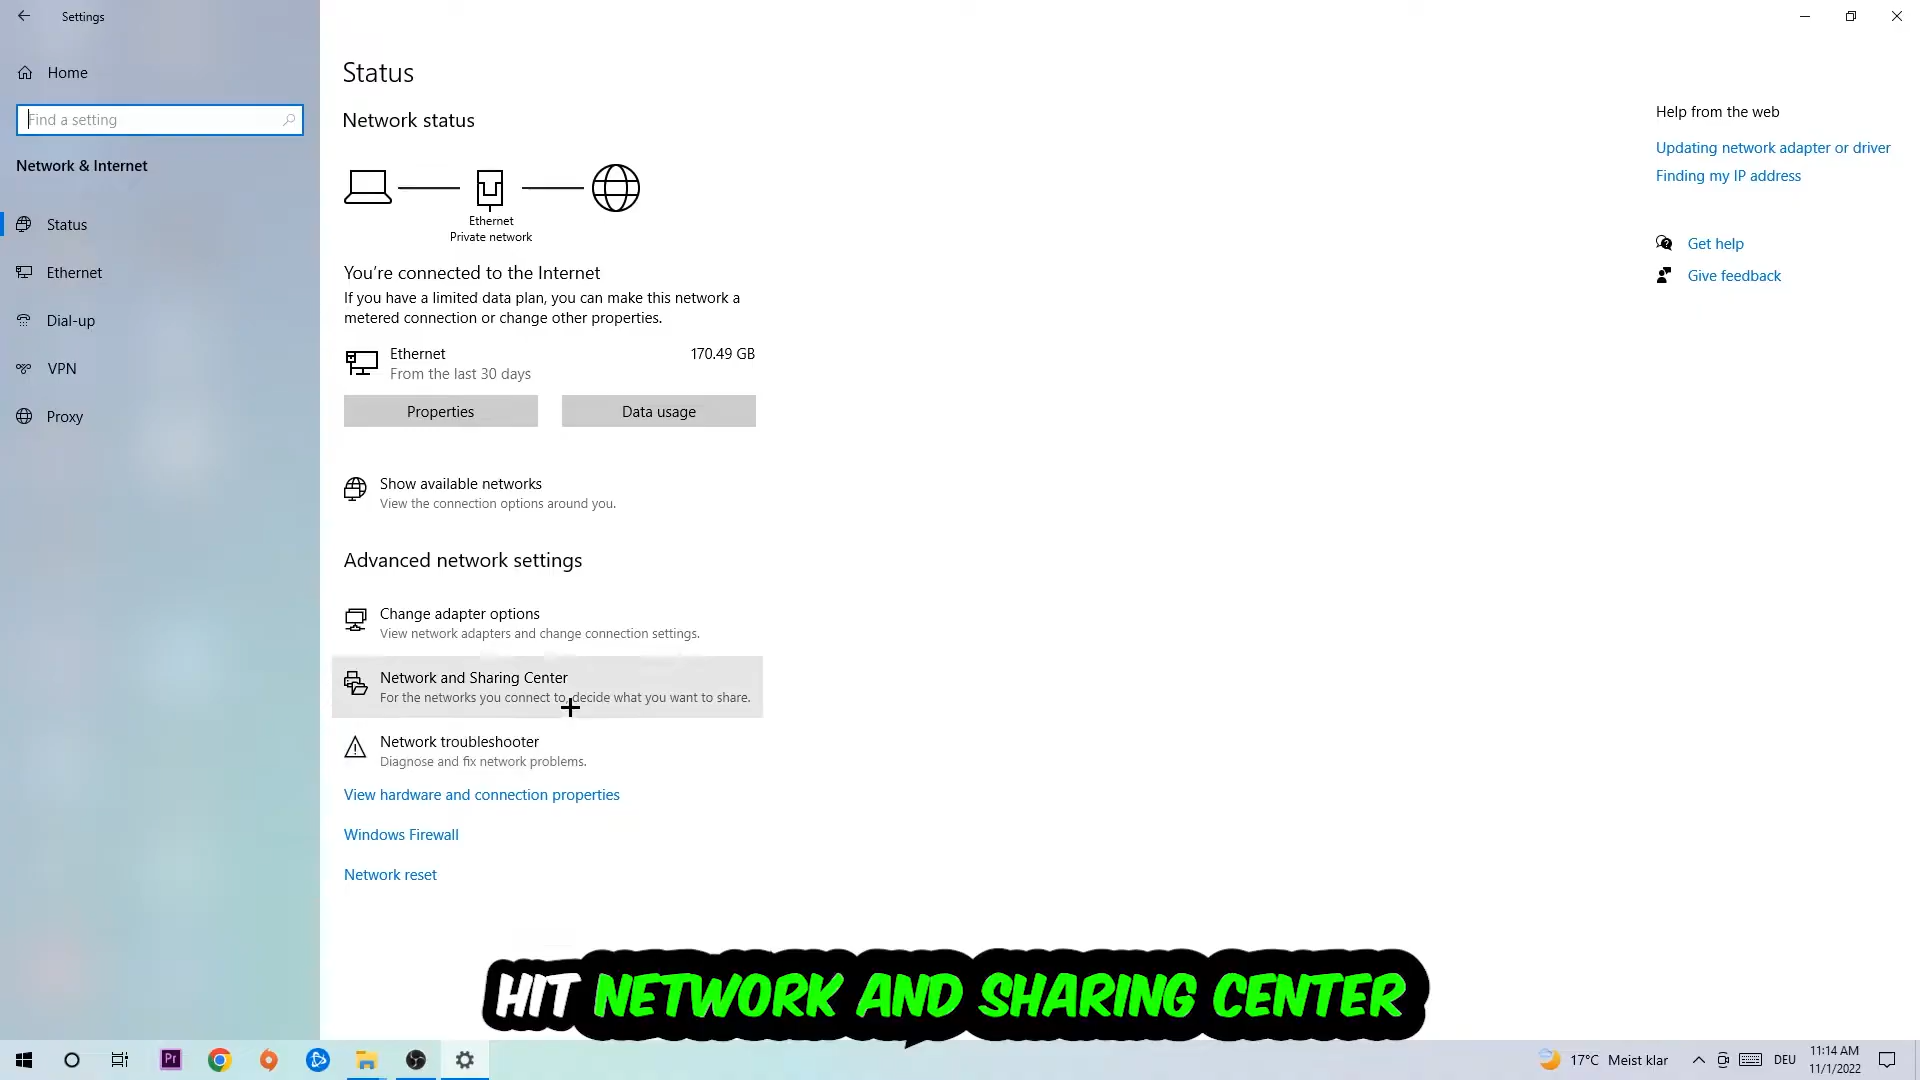 Settings
Home
Find a setting
Network & Internet
Status
Ethernet
Dial-up
VPN
Proxy
Status
Network status
Ethernet
Private network
You're connected to the Internet
If you have a limited data plan, you can make this network a
metered connection or change other properties.
Ethernet 170.49 GB
From the last 30 days
Properties Data usage
Show available networks
View the connection options around you.
Advanced network settings
Change adapter options
View network adapters and change connection settings.
Network and Sharing Center
For the networks you connect to, decide what you want to share.
Network troubleshooter
Diagnose and fix network problems.
View hardware and connection properties
Windows Firewall
Network reset
Help from the web
Updating network adapter or driver
Finding my IP address
Get help
Give feedback
HIT NETWORK AND SHARING CENTER
Pr
17°C Meist klar
DEU
11:14 AM
11/1/2022